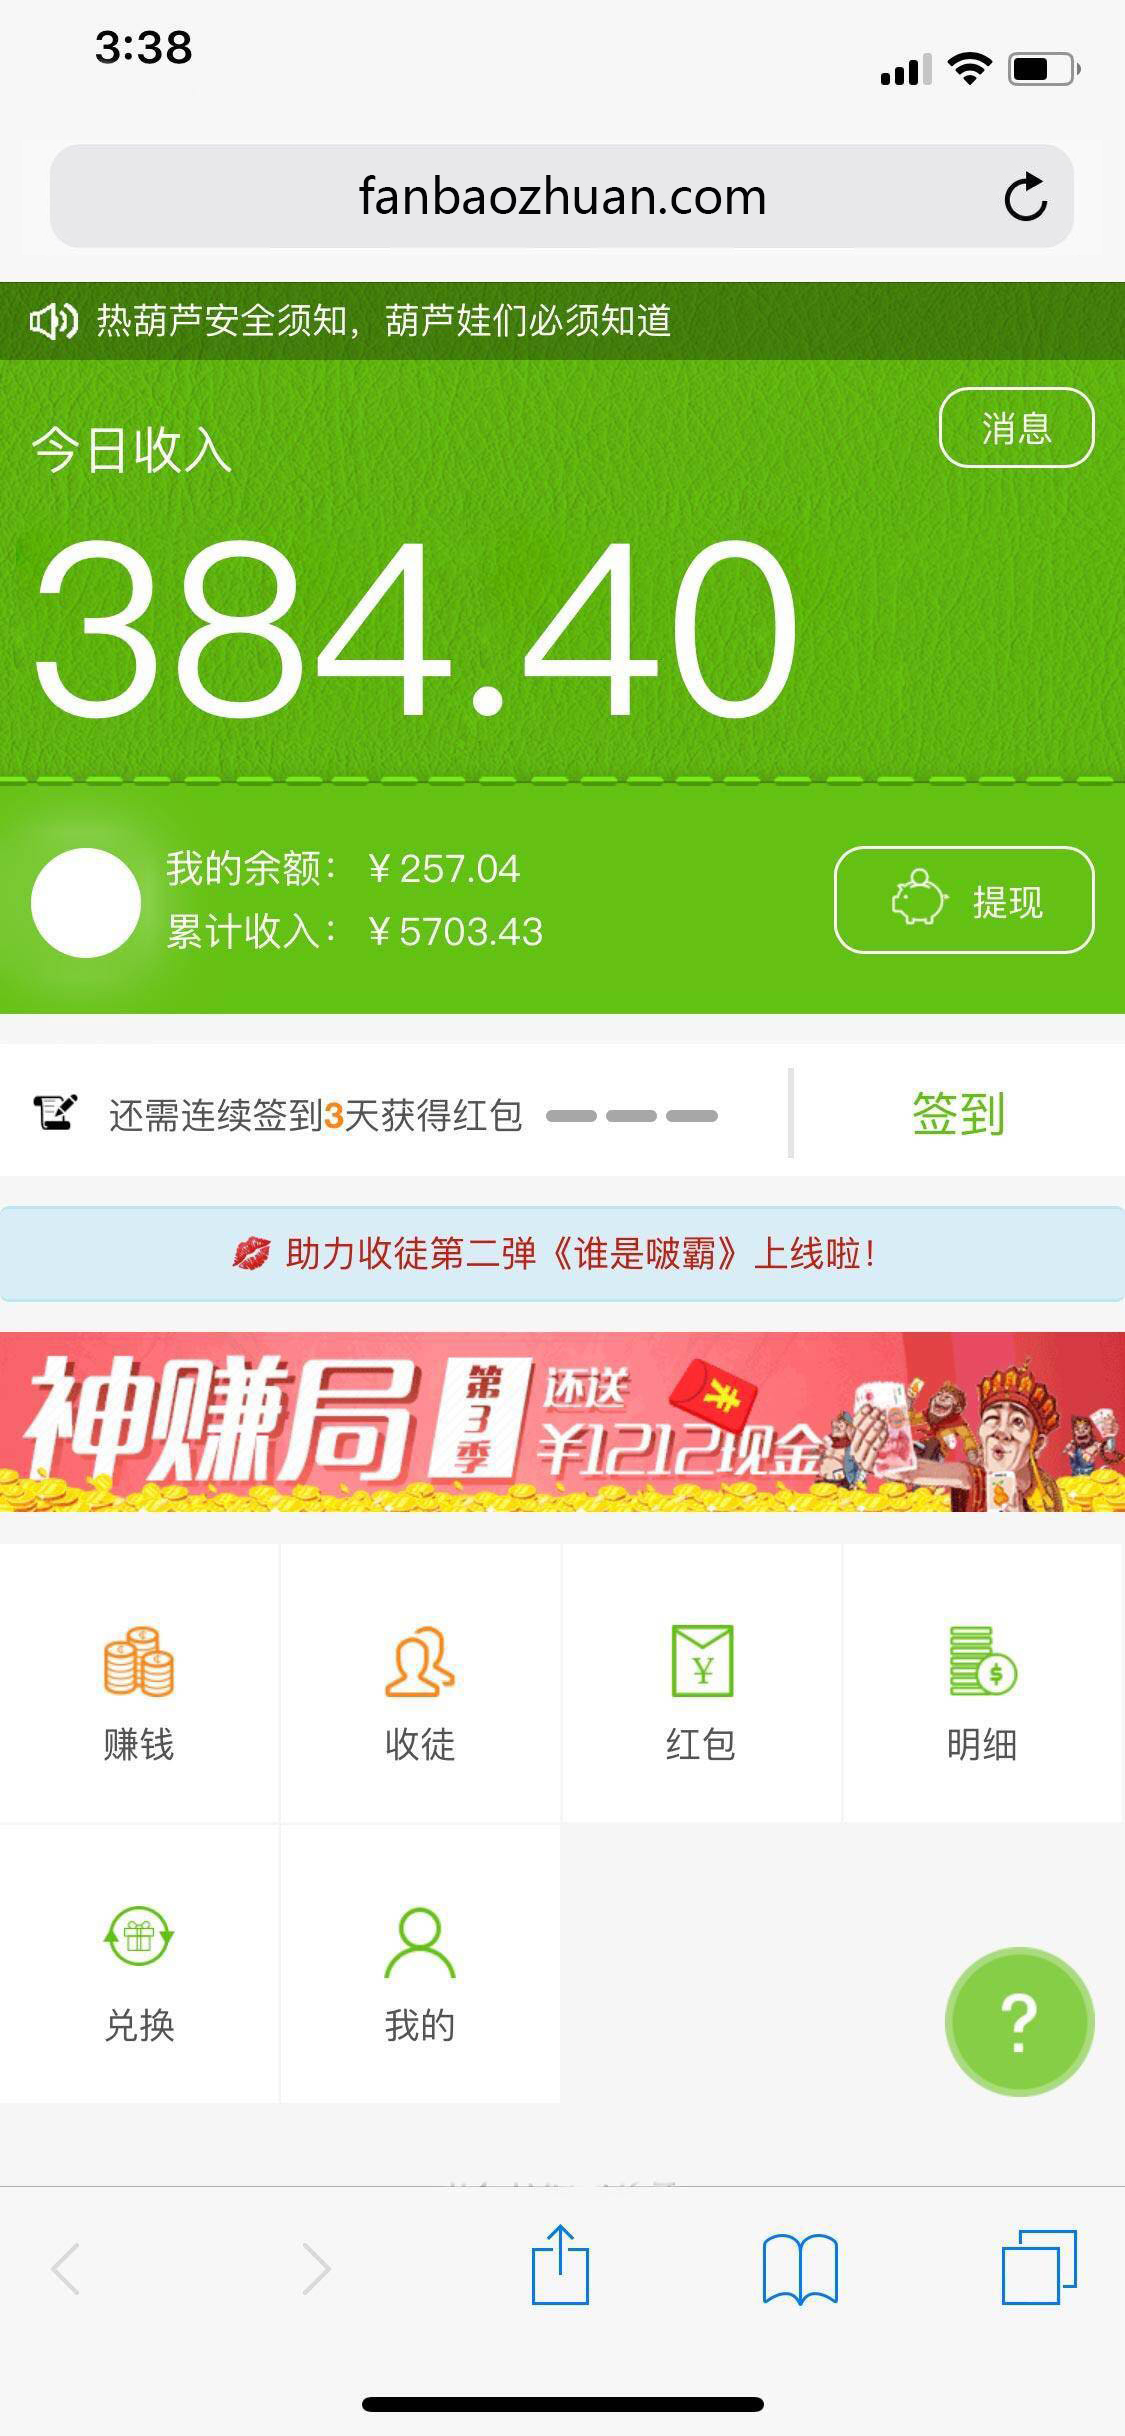 3:38
fanbaozhuan.com
热葫芦安全须知，葫芦娃们必须知道
消息
今日收入
384.40
我的余额：￥257.04
累计收入：￥5703.43
提现
还需连续签到3天获得红包
签到
助力收徒第二弹《谁是啵霸》上线啦！
神赚局 第3季 还送
¥1212现金
赚钱
收徒
红包
明细
兑换
我的
?